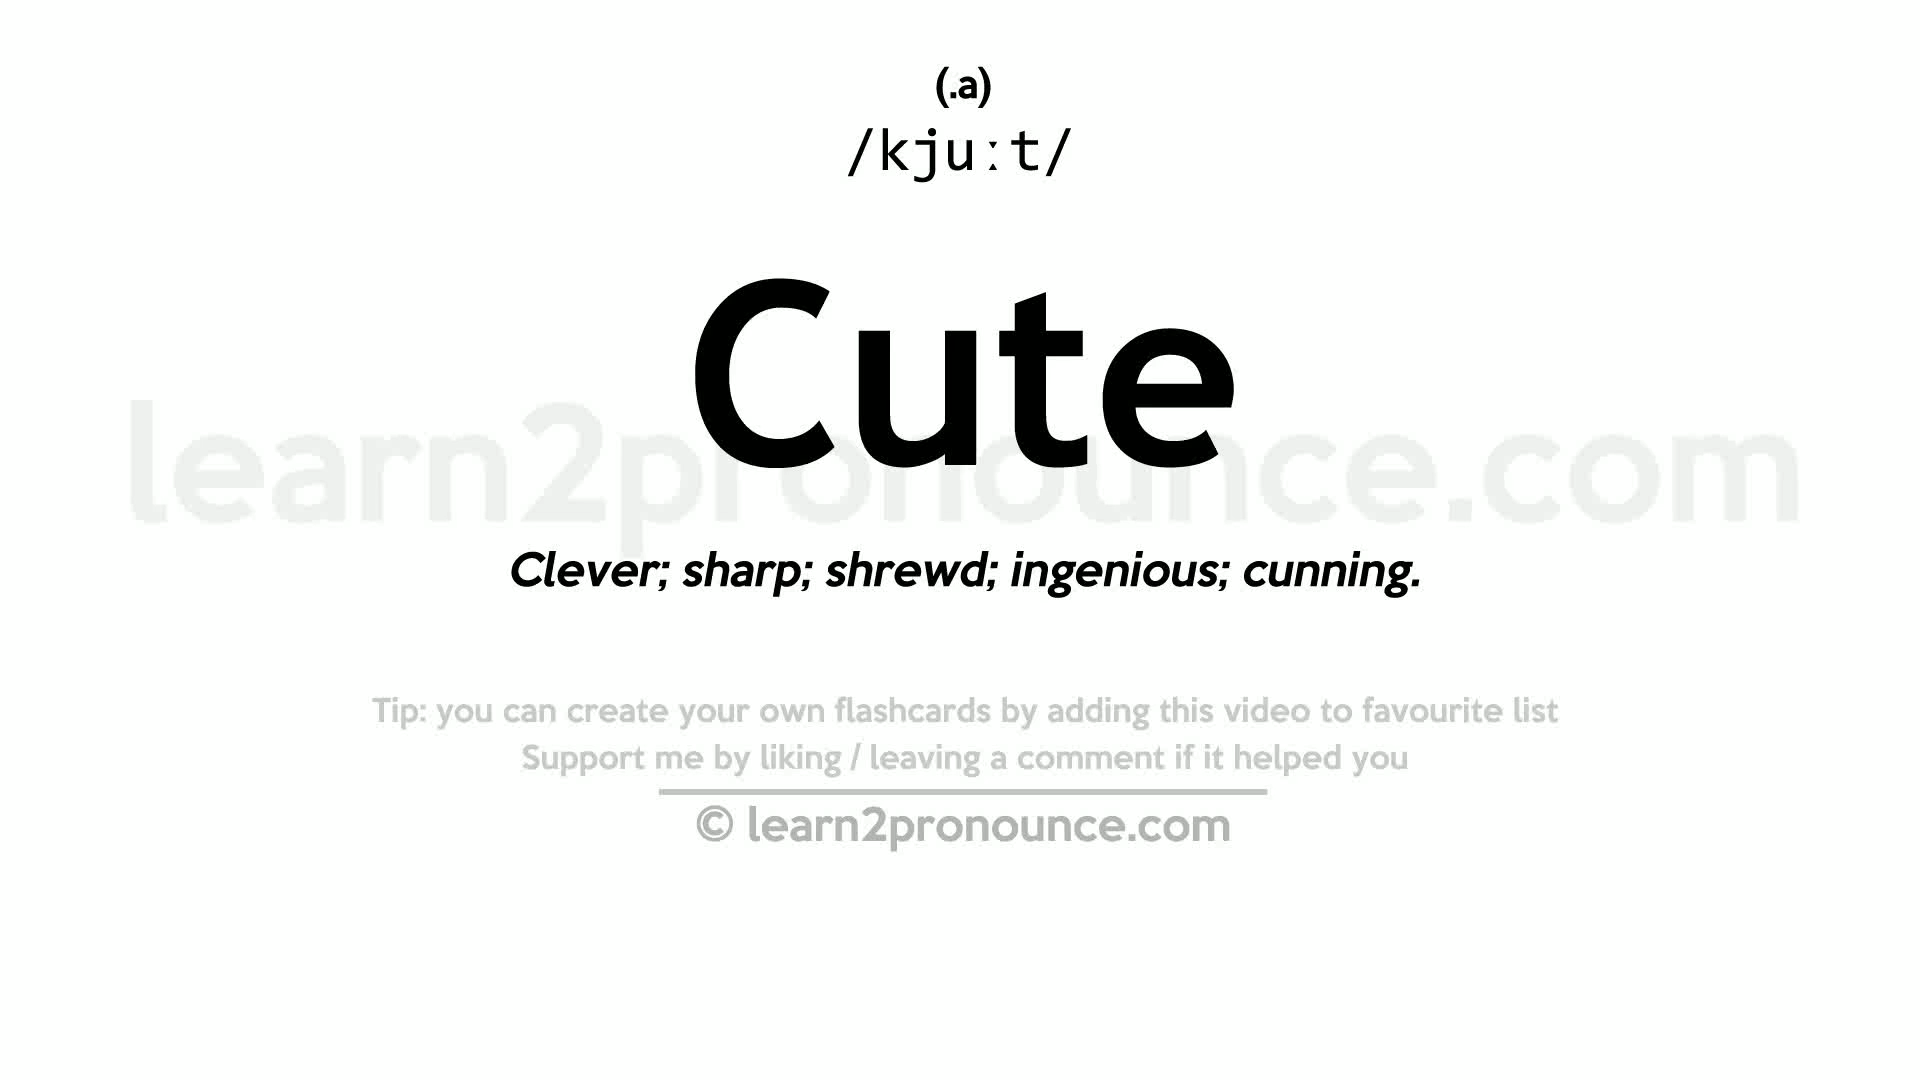 (.a)
/kjuːt/
Cute
learn2pronounce.com
Clever; sharp; shrewd; ingenious; cunning.
Tip: you can create your own flashcards by adding this video to favourite list
Support me by liking / leaving a comment if it helped you
© learn2pronounce.com